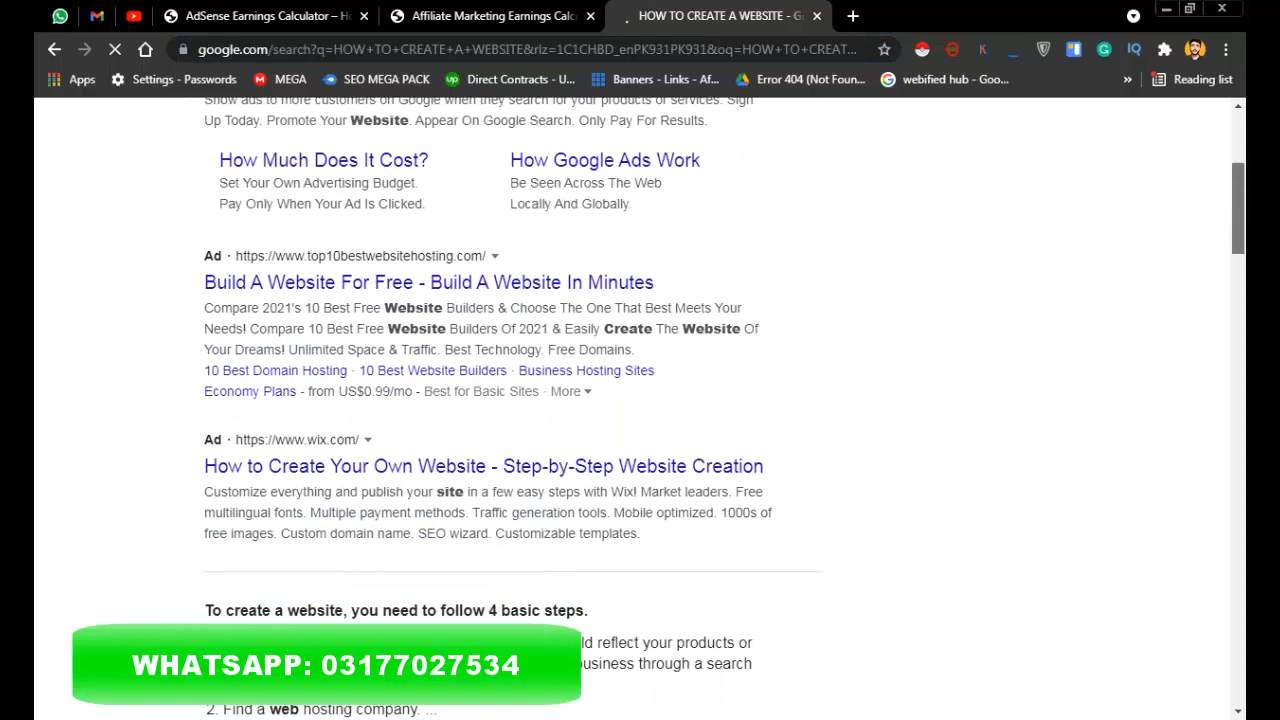 AdSense Earnings Calculator – Ho
Affiliate Marketing Earnings Calc
HOW TO CREATE A WEBSITE - G
google.com/search?q=HOW+TO+CREATE+A+WEBSITE&rlz=1C1CHBD_enPK931PK931&oq=HOW+TO+CREAT...
Apps
Settings - Passwords
MEGA
SEO MEGA PACK
Direct Contracts - U...
Banners - Links - Af...
Error 404 (Not Foun...
webified hub - Goo...
»
Reading list
Show ads to more customers on Google when they search for your products or services. Sign
Up Today. Promote Your Website. Appear On Google Search. Only Pay For Results.
How Much Does It Cost?
How Google Ads Work
Set Your Own Advertising Budget.
Be Seen Across The Web
Pay Only When Your Ad Is Clicked.
Locally And Globally.
Ad · https://www.top10bestwebsitehosting.com/
Build A Website For Free - Build A Website In Minutes
Compare 2021's 10 Best Free Website Builders & Choose The One That Best Meets Your
Needs! Compare 10 Best Free Website Builders Of 2021 & Easily Create The Website Of
Your Dreams! Unlimited Space & Traffic. Best Technology. Free Domains.
10 Best Domain Hosting · 10 Best Website Builders · Business Hosting Sites
Economy Plans - from US$0.99/mo - Best for Basic Sites · More
Ad · https://www.wix.com/
How to Create Your Own Website - Step-by-Step Website Creation
Customize everything and publish your site in a few easy steps with Wix! Market leaders. Free
multilingual fonts. Multiple payment methods. Traffic generation tools. Mobile optimized. 1000s of
free images. Custom domain name. SEO wizard. Customizable templates.
To create a website, you need to follow 4 basic steps.
ld reflect your products or
business through a search
WHATSAPP: 03177027534
2. Find a web hosting company. ...